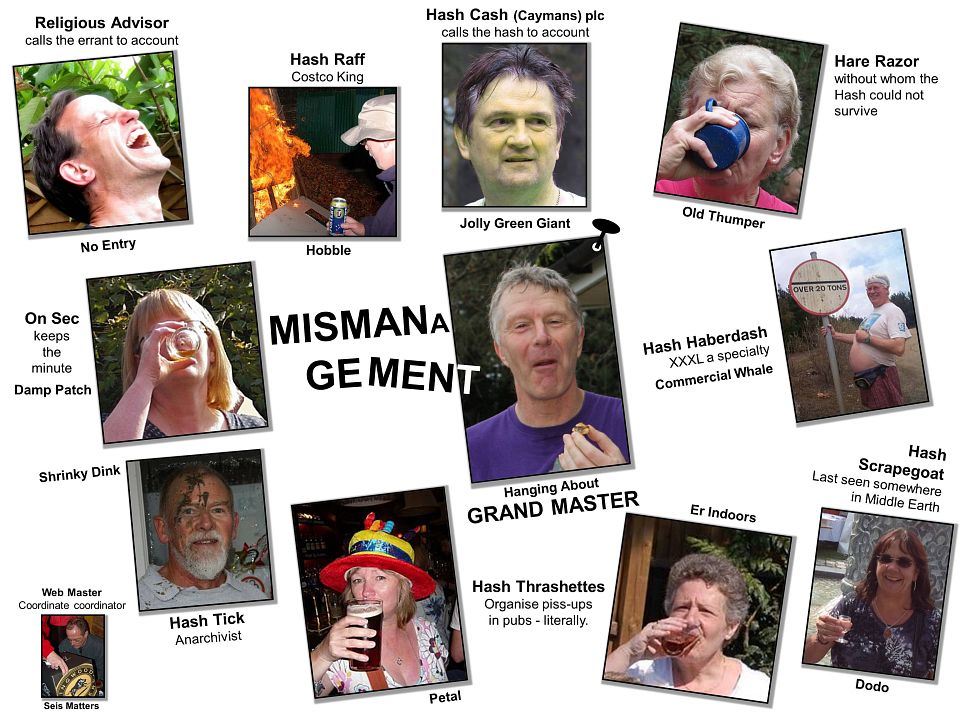 Religious Advisor
calls the errant to account
No Entry
Hash Raff
Costco King
Hobble
Hash Cash (Caymans) plc
calls the hash to account
Jolly Green Giant
Hare Razor
without whom the
Hash could not
survive
Old Thumper
On Sec
keeps
the
minute
Damp Patch
MISMANA
GEMENT
Hanging About
GRAND MASTER
OVER 20 TONS
Hash Haberdash
XXXL a specialty
Commercial Whale
Shrinky Dink
Hash Tick
Anarchivist
Web Master
Coordinate coordinator
Seis Matters
Petal
Hash Thrashettes
Organise piss-ups
in pubs - literally.
Er Indoors
Hash
Scrapegoat
Last seen somewhere
in Middle Earth
Dodo